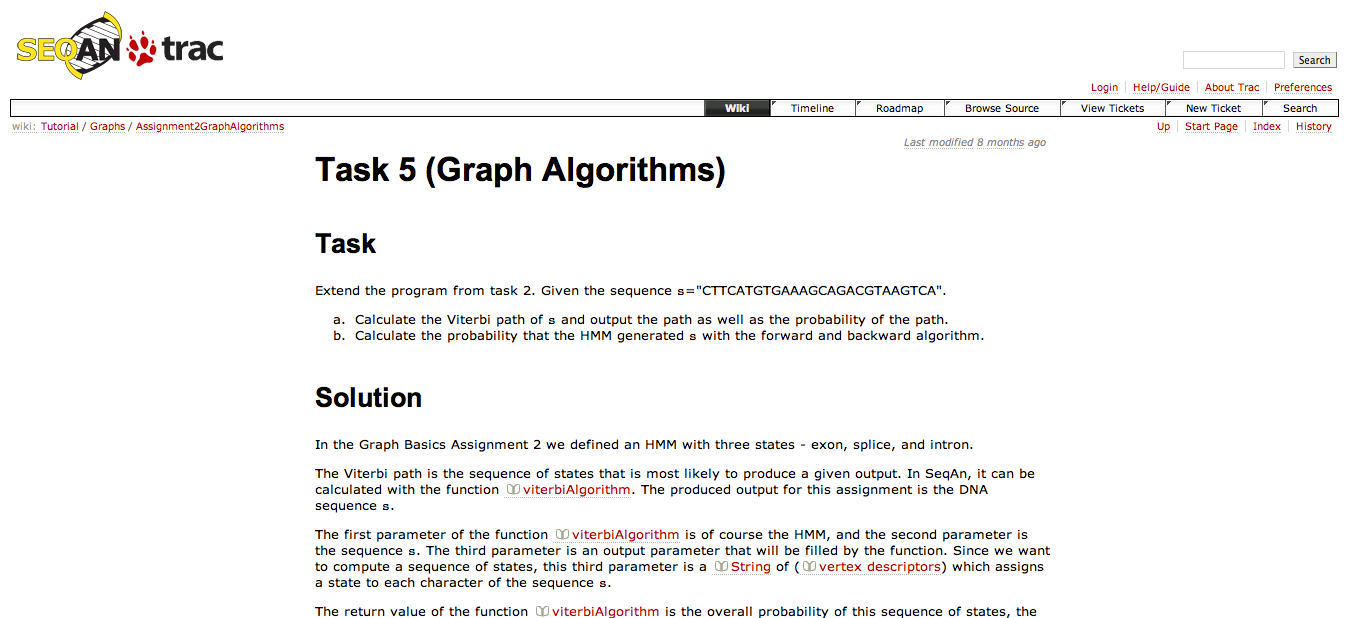 SEQAN trac
Search
Login Help/Guide About Trac Preferences
Wiki Timeline Roadmap Browse Source View Tickets New Ticket Search
wiki: Tutorial / Graphs / Assignment2GraphAlgorithms
Up Start Page Index History
Last modified 8 months ago
Task 5 (Graph Algorithms)
Task
Extend the program from task 2. Given the sequence s="CTTCATGTGAAAGCAGACGTAAGTCA".
a. Calculate the Viterbi path of s and output the path as well as the probability of the path.
b. Calculate the probability that the HMM generated s with the forward and backward algorithm.
Solution
In the Graph Basics Assignment 2 we defined an HMM with three states - exon, splice, and intron.
The Viterbi path is the sequence of states that is most likely to produce a given output. In SeqAn, it can be
calculated with the function viterbiAlgorithm. The produced output for this assignment is the DNA
sequence s.
The first parameter of the function viterbiAlgorithm is of course the HMM, and the second parameter is
the sequence s. The third parameter is an output parameter that will be filled by the function. Since we want
to compute a sequence of states, this third parameter is a String of (vertex descriptors) which assigns
a state to each character of the sequence s.
The return value of the function viterbiAlgorithm is the overall probability of this sequence of states, the